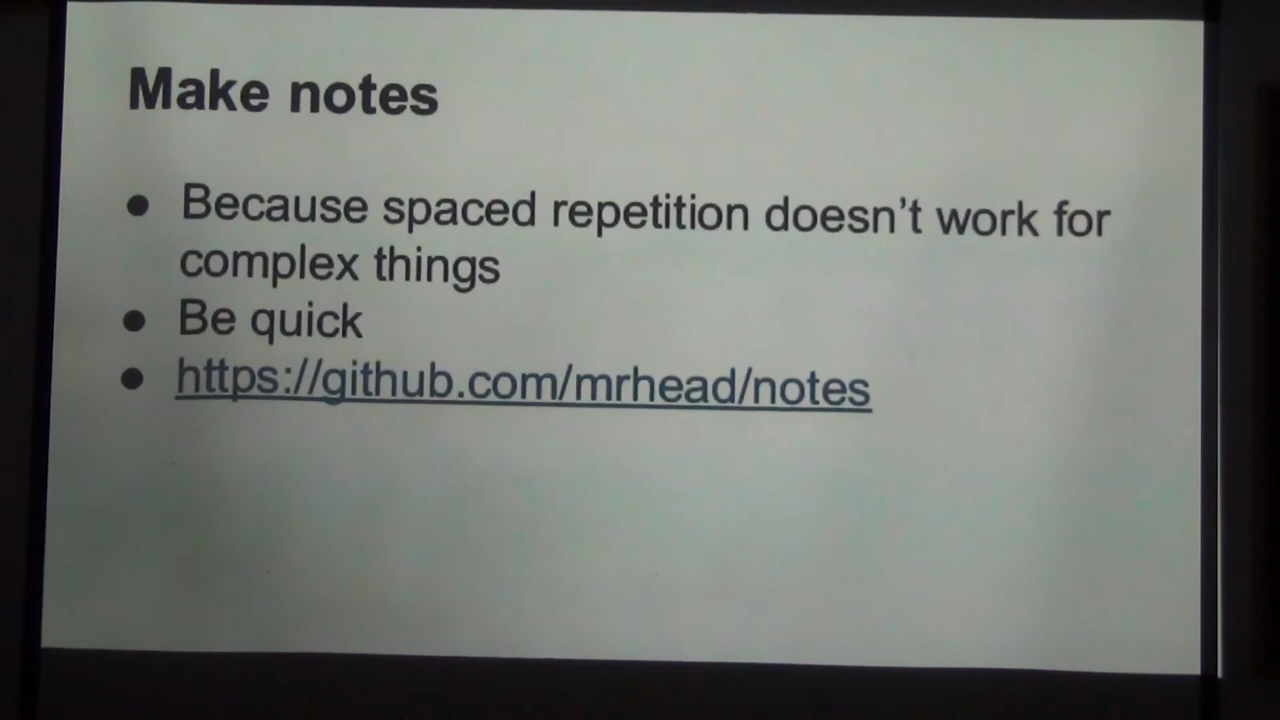 Make notes
● Because spaced repetition doesn’t work for
complex things
● Be quick
● https://github.com/mrhead/notes